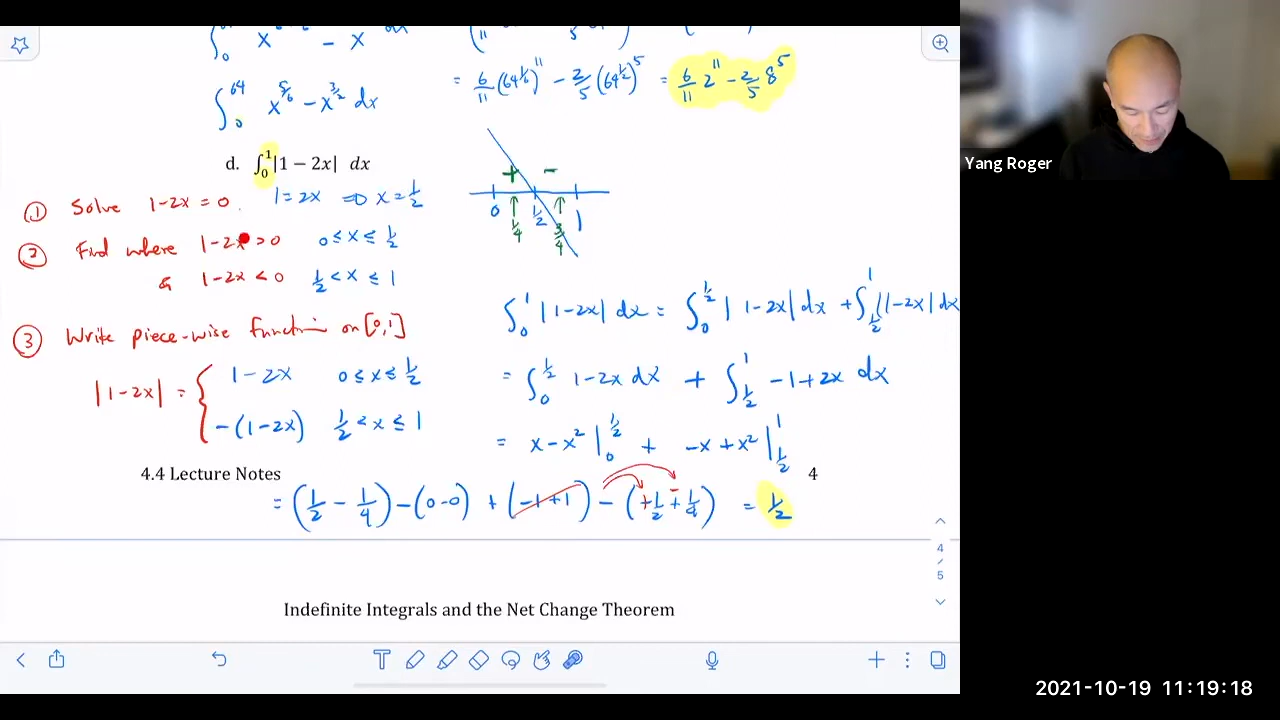 ∫₀ x − x dx
= 6/11 (64^{1/6})^{11} − 2/5 (64^{1/2})^5 = 6/11 2^{11} − 2/5 8^5
∫₀^{64} x^{5/6} − x^{3/2} dx
d. ∫₀¹|1 − 2x| dx
+ −
0 1/4 1/2 3/4 1
① Solve 1−2x = 0. 1=2x ⇒ x = 1/2
② Find where 1−2x > 0 0 ≤ x ≤ 1/2
& 1−2x < 0 1/2 < x ≤ 1
③ Write piece-wise function on [0,1]
|1−2x| = { 1−2x 0 ≤ x ≤ 1/2
−(1−2x) 1/2 < x ≤ 1
∫₀¹ |1−2x| dx = ∫₀^{1/2} |1−2x| dx + ∫_{1/2}^1 |1−2x| dx
= ∫₀^{1/2} 1−2x dx + ∫_{1/2}^1 −1+2x dx
= x − x² |₀^{1/2} + −x + x² |_{1/2}^1
4.4 Lecture Notes 4
= (1/2 − 1/4) − (0−0) + (−1+1) − (+1/2 + 1/4) = 1/2
4
/
5
Indefinite Integrals and the Net Change Theorem
T
Yang Roger
2021-10-19 11:19:18